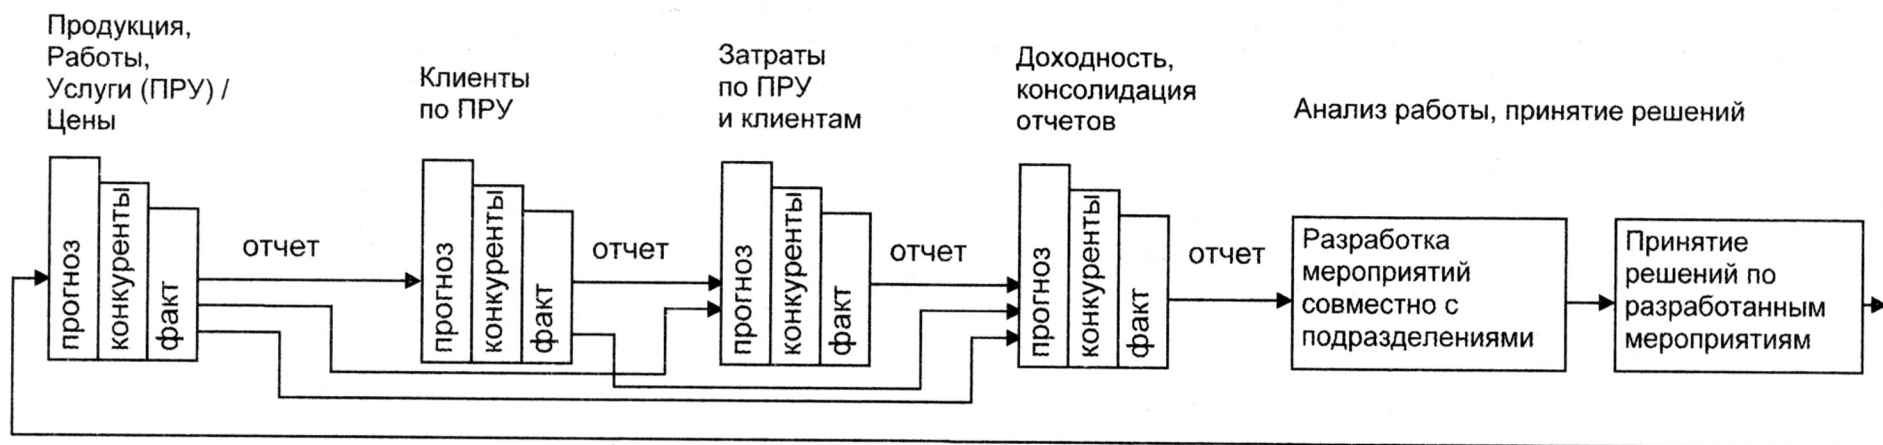 Продукция,
Работы,
Услуги (ПРУ) /
Цены
Клиенты
по ПРУ
Затраты
по ПРУ
и клиентам
Доходность,
консолидация
отчетов
Анализ работы, принятие решений
прогноз
конкуренты
факт
отчет
прогноз
конкуренты
факт
отчет
прогноз
конкуренты
факт
отчет
прогноз
конкуренты
факт
отчет
Разработка
мероприятий
совместно с
подразделениями
Принятие
решений по
разработанным
мероприятиям